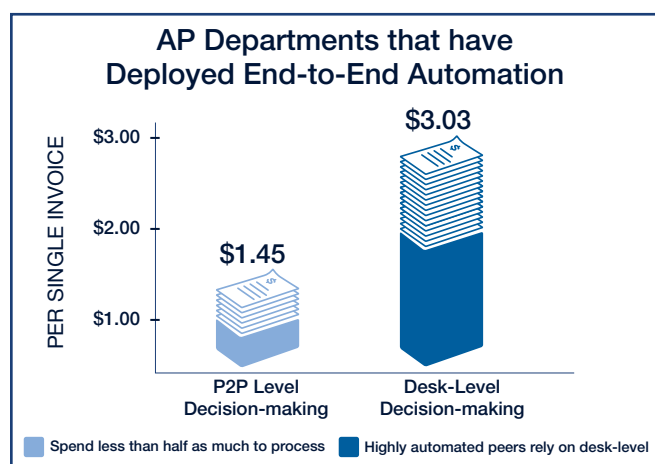 AP Departments that have
Deployed End-to-End Automation
PER SINGLE INVOICE
$3.00
$2.00
$1.00
$1.45
$3.03
P2P Level
Decision-making
Desk-Level
Decision-making
Spend less than half as much to process
Highly automated peers rely on desk-level